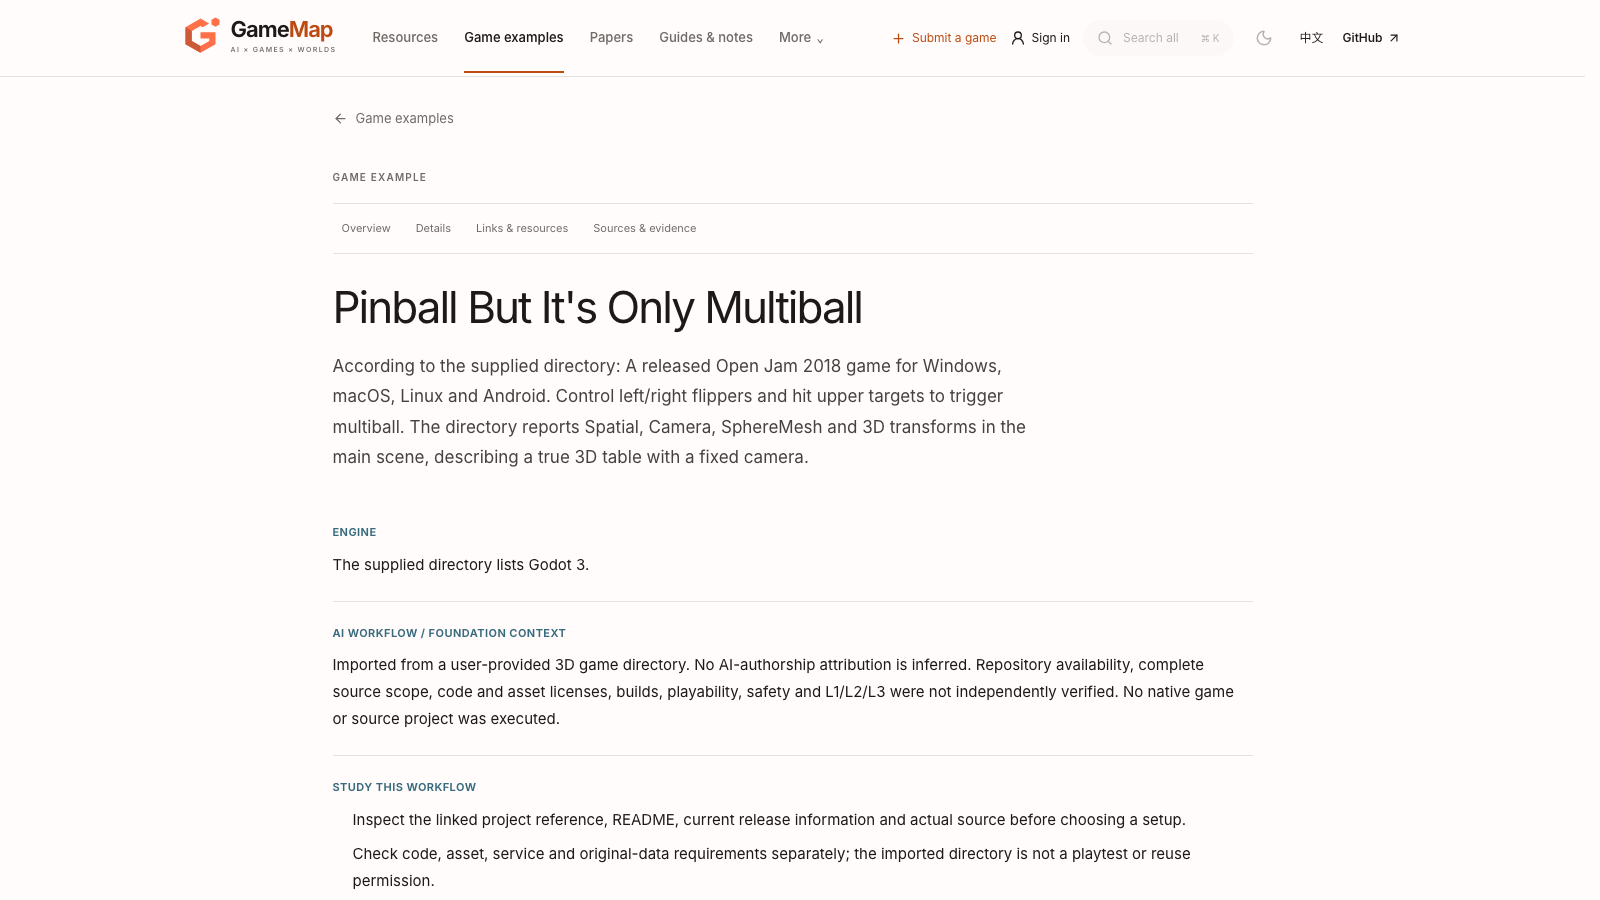 GameMap
AI × GAMES × WORLDS
Resources
Game examples
Papers
Guides & notes
More
Submit a game
Sign in
Search all
⌘ K
中文
GitHub
Game examples
GAME EXAMPLE
Overview
Details
Links & resources
Sources & evidence
Pinball But It's Only Multiball
According to the supplied directory: A released Open Jam 2018 game for Windows,
macOS, Linux and Android. Control left/right flippers and hit upper targets to trigger
multiball. The directory reports Spatial, Camera, SphereMesh and 3D transforms in the
main scene, describing a true 3D table with a fixed camera.
ENGINE
The supplied directory lists Godot 3.
AI WORKFLOW / FOUNDATION CONTEXT
Imported from a user-provided 3D game directory. No AI-authorship attribution is inferred. Repository availability, complete
source scope, code and asset licenses, builds, playability, safety and L1/L2/L3 were not independently verified. No native game
or source project was executed.
STUDY THIS WORKFLOW
Inspect the linked project reference, README, current release information and actual source before choosing a setup.
Check code, asset, service and original-data requirements separately; the imported directory is not a playtest or reuse
permission.